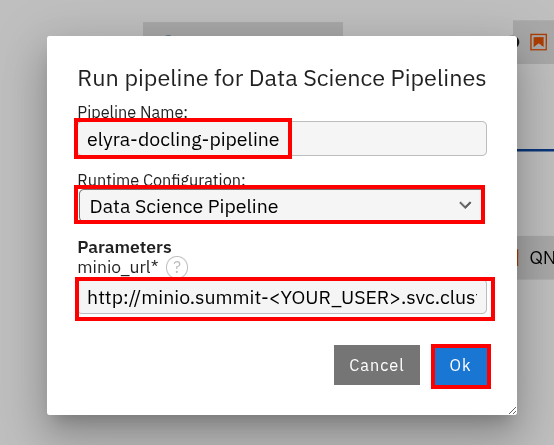 Run pipeline for Data Science Pipelines
Pipeline Name:
elyra-docling-pipeline
Runtime Configuration:
Data Science Pipeline
Parameters
minio_url* ?
http://minio.summit-<YOUR_USER>.svc.clus
Cancel Ok
QN